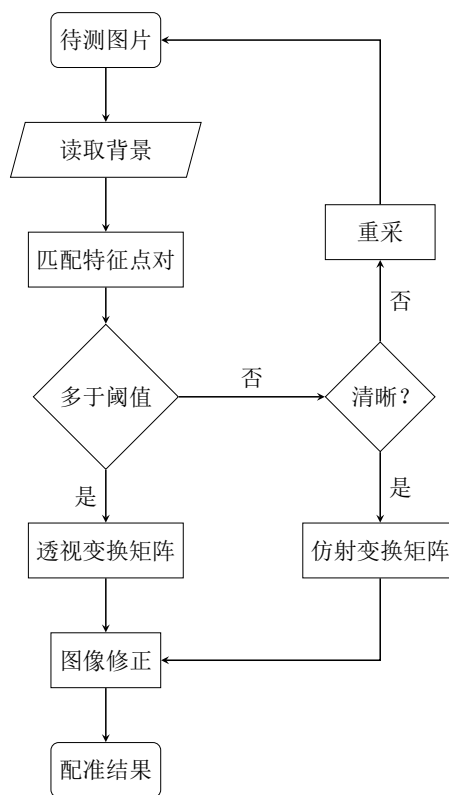 待测图片
读取背景
重采
匹配特征点对
否
否
多于阈值
清晰?
是
是
透视变换矩阵
仿射变换矩阵
图像修正
配准结果